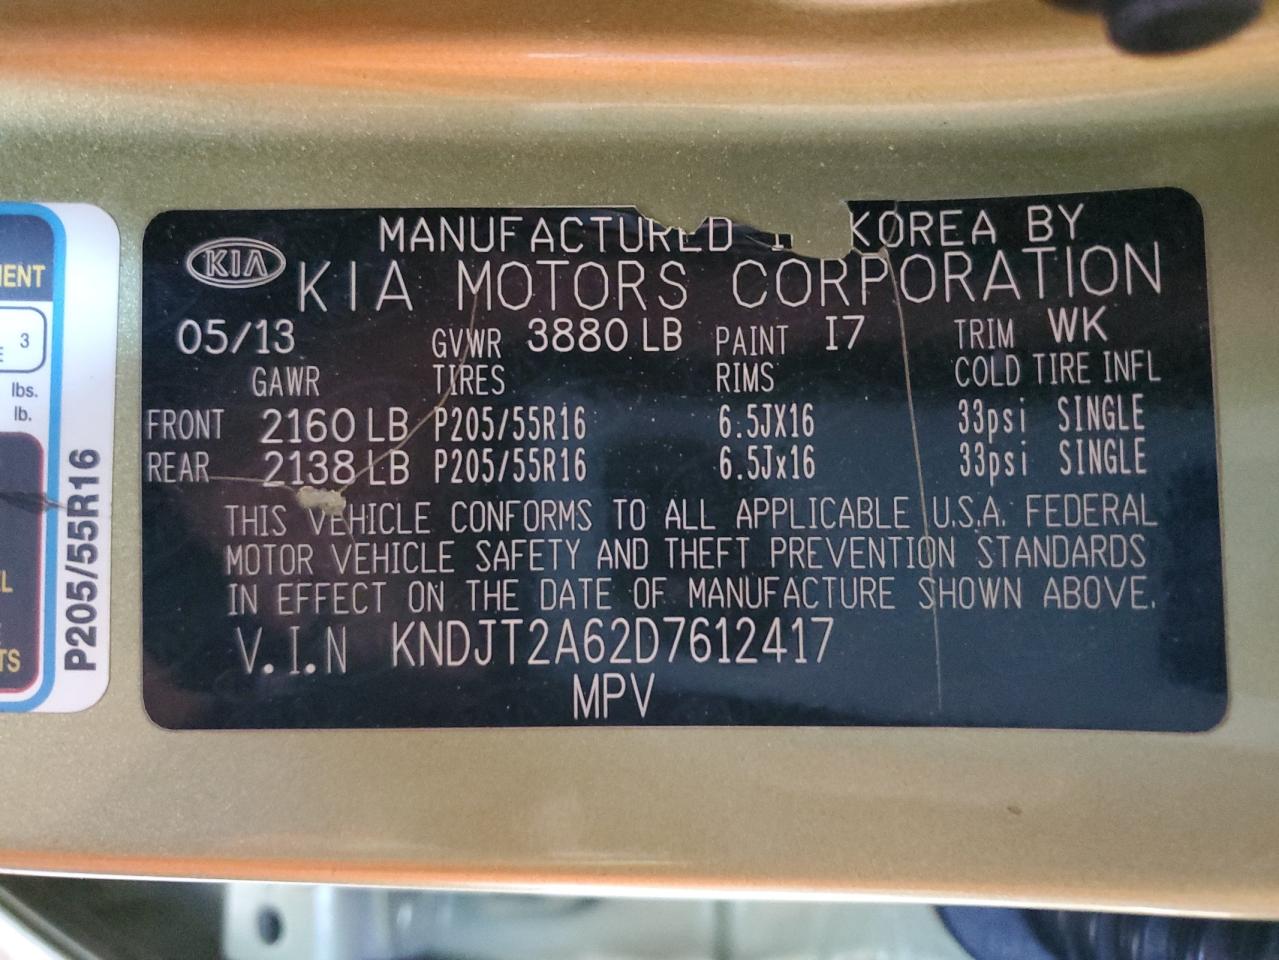 MANUFACTURED KOREA BY
KIA KIA MOTORS CORPORATION
05/13 GVWR 3880 LB PAINT I7 TRIM WK
GAWR TIRES RIMS COLD TIRE INFL
FRONT 2160 LB P205/55R16 6.5JX16 33psi SINGLE
REAR 2138 LB P205/55R16 6.5Jx16 33psi SINGLE
THIS VEHICLE CONFORMS TO ALL APPLICABLE U.S.A. FEDERAL
MOTOR VEHICLE SAFETY AND THEFT PREVENTION STANDARDS
IN EFFECT ON THE DATE OF MANUFACTURE SHOWN ABOVE.
V.I.N KNDJT2A62D7612417
MPV
3
lbs.
lb.
P205/55R16